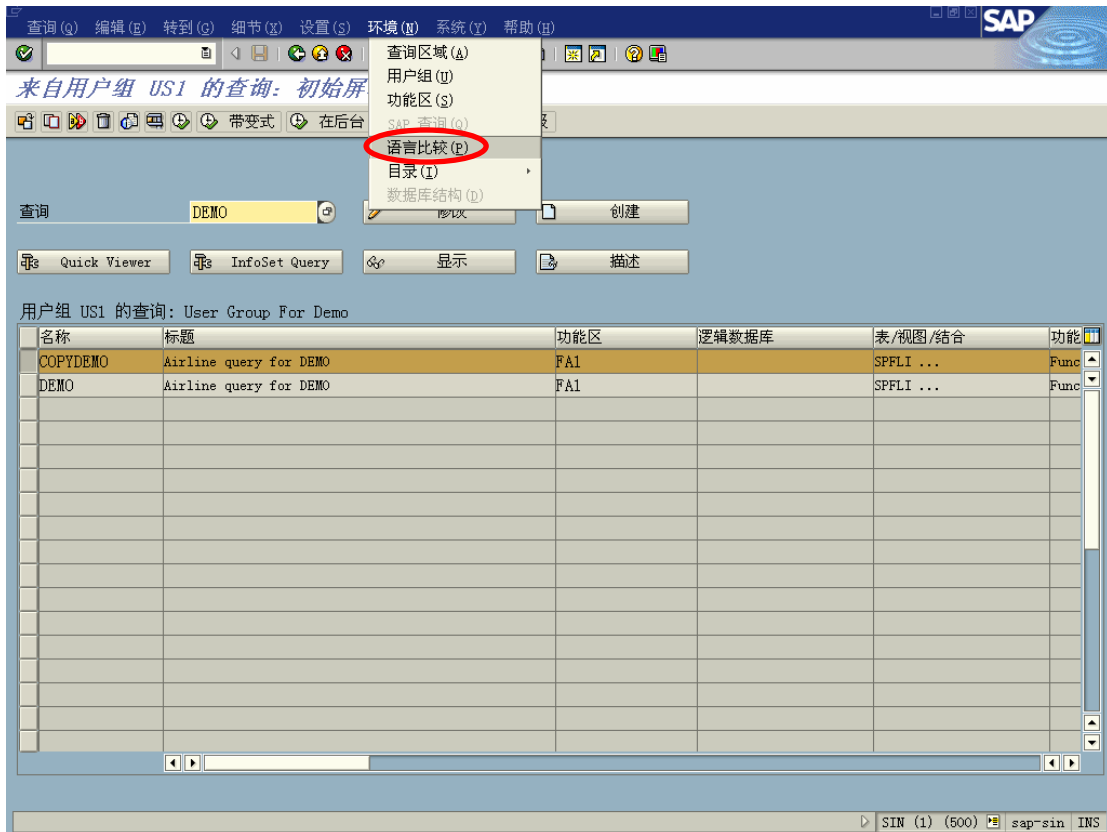 查询(Q) 编辑(E) 转到(G) 细节(X) 设置(S) 环境(N) 系统(Y) 帮助(H) SAP
查询区域(A)
用户组(U)
功能区(S)
SAP 查询(Q)
语言比较(P)
目录(I)
数据库结构(D)
来自用户组 US1 的查询: 初始屏
带变式 在后台
查询 DEMO 修改 创建
Quick Viewer InfoSet Query 显示 描述
用户组 US1 的查询: User Group For Demo
名称 标题 功能区 逻辑数据库 表/视图/结合 功能
COPYDEMO Airline query for DEMO FA1 SPFLI ... Func
DEMO Airline query for DEMO FA1 SPFLI ... Func
SIN (1) (500) sap-sin INS